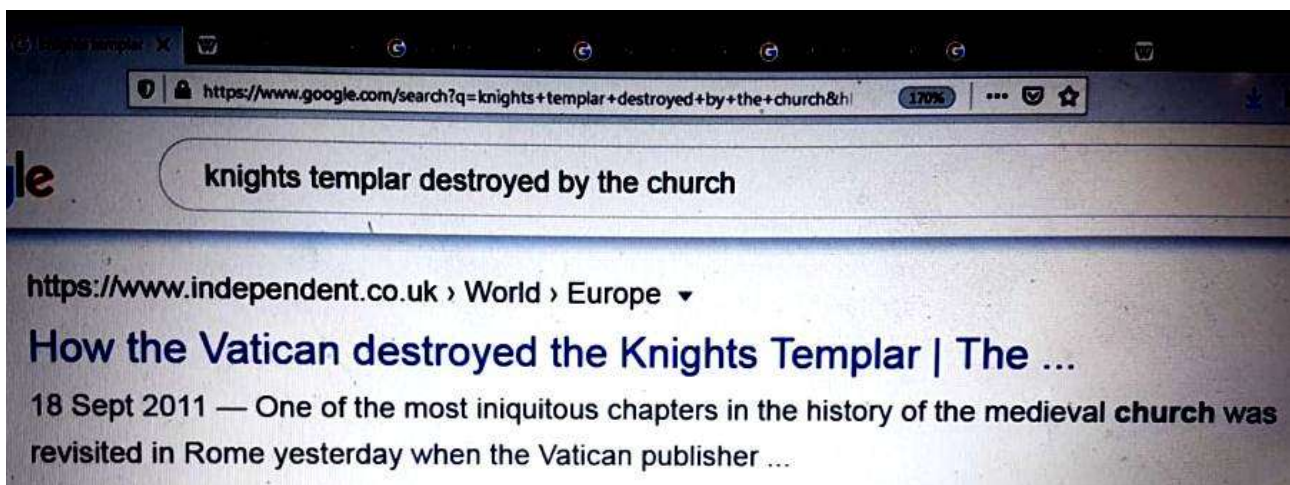 https://www.google.com/search?q=knights+templar+destroyed+by+the+church&hl
170%
le
knights templar destroyed by the church
https://www.independent.co.uk › World › Europe
How the Vatican destroyed the Knights Templar | The ...
18 Sept 2011 — One of the most iniquitous chapters in the history of the medieval church was
revisited in Rome yesterday when the Vatican publisher ...